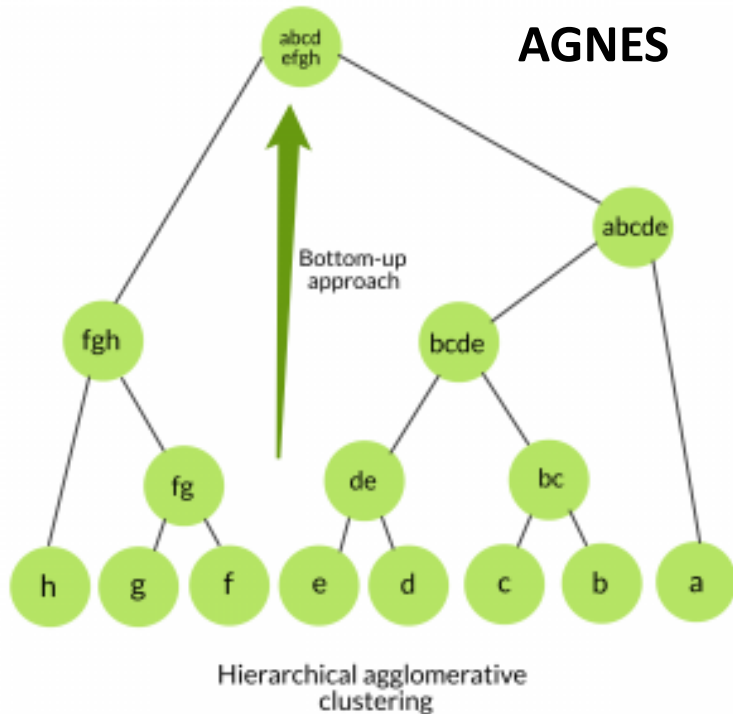 abcd
efgh
AGNES
abcde
Bottom-up
approach
fgh
bcde
fg
de
bc
h
g
f
e
d
c
b
a
Hierarchical agglomerative
clustering